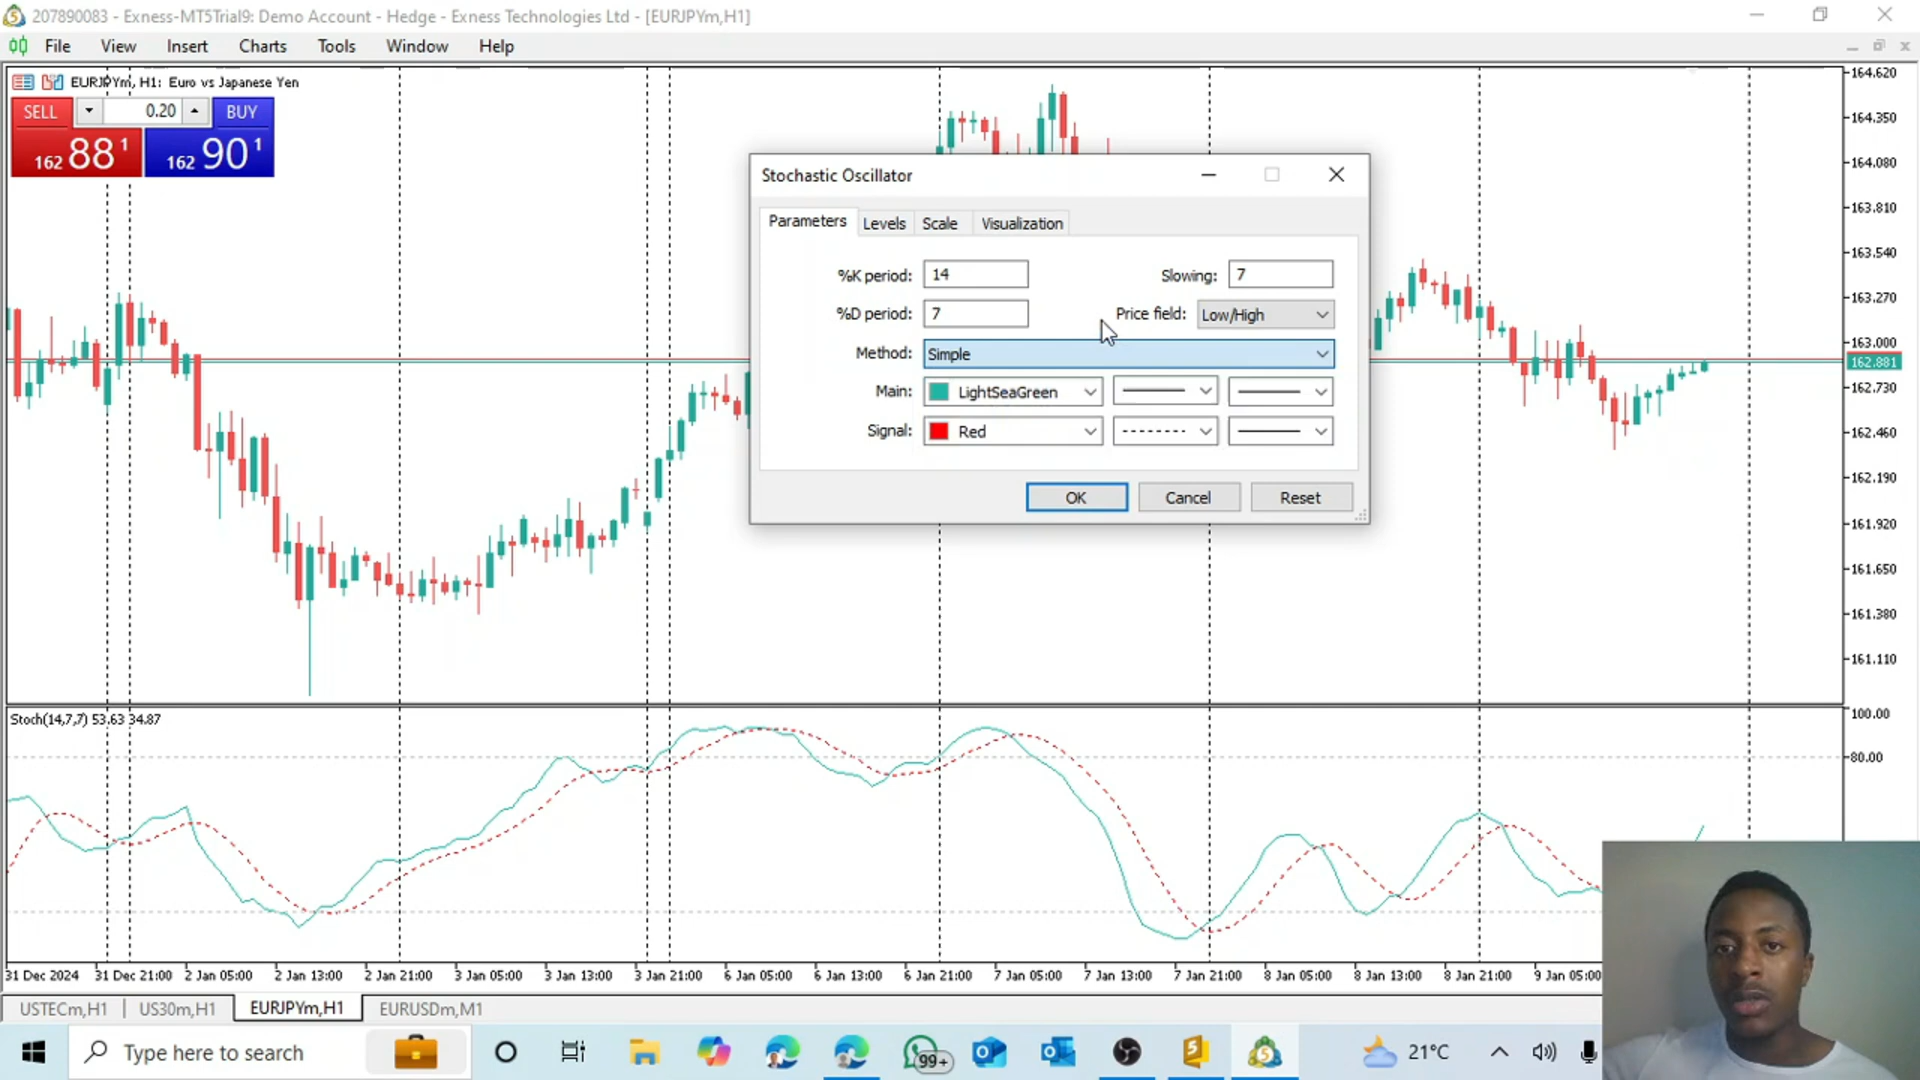 207890083 - Exness-MT5Trial9: Demo Account - Hedge - Exness Technologies Ltd - [EURJPYm,H1]
File View Insert Charts Tools Window Help
EURJPYm, H1: Euro vs Japanese Yen
SELL 0.20 BUY
162 88 1 162 90 1
164.620
164.350
164.080
163.810
163.540
163.270
163.000
162.881
162.730
162.460
162.190
161.920
161.650
161.380
161.110
Stochastic Oscillator
Parameters Levels Scale Visualization
%K period: 14 Slowing: 7
%D period: 7 Price field: Low/High
Method: Simple
Main: LightSeaGreen
Signal: Red
OK Cancel Reset
Stoch(14,7,7) 53.63 34.87
100.00
80.00
31 Dec 2024 31 Dec 21:00 2 Jan 05:00 2 Jan 13:00 2 Jan 21:00 3 Jan 05:00 3 Jan 13:00 3 Jan 21:00 6 Jan 05:00 6 Jan 13:00 6 Jan 21:00 7 Jan 05:00 7 Jan 13:00 7 Jan 21:00 8 Jan 05:00 8 Jan 13:00 8 Jan 21:00 9 Jan 05:00
USTECm,H1 US30m,H1 EURJPYm,H1 EURUSDm,M1
Type here to search 99+ 21°C